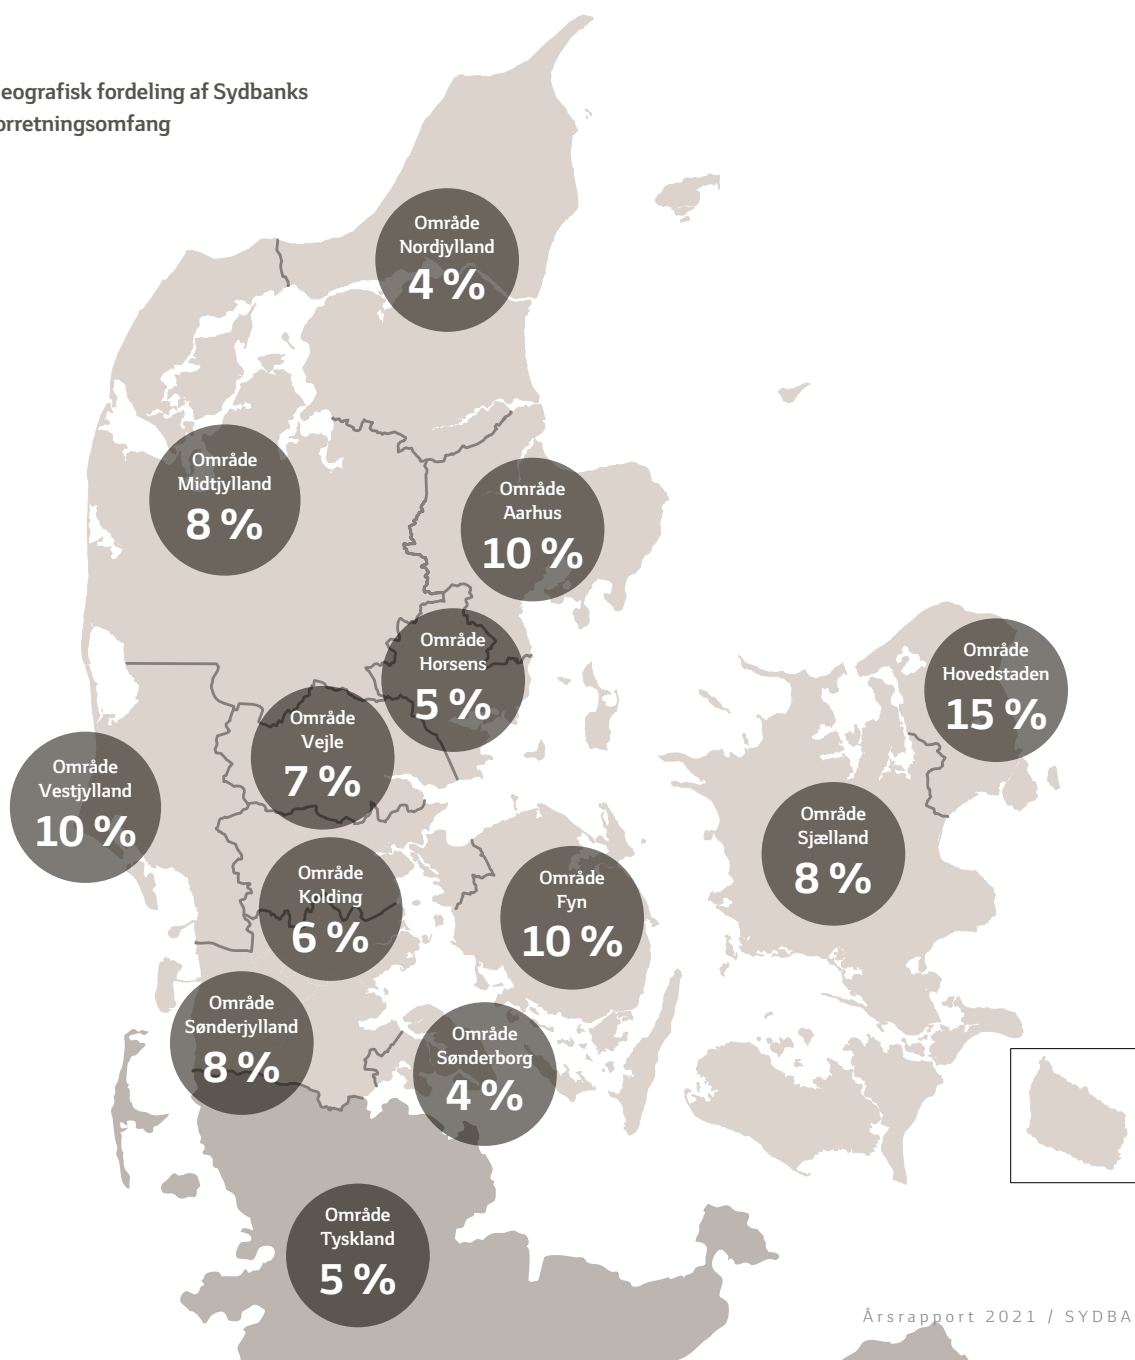 eografisk fordeling af Sydbanks
orretningsomfang
Område
Nordjylland
4 %
Område
Midtjylland
8 %
Område
Aarhus
10 %
Område
Horsens
5 %
Område
Hovedstaden
15 %
Område
Vejle
7 %
Område
Vestjylland
10 %
Område
Sjælland
8 %
Område
Kolding
6 %
Område
Fyn
10 %
Område
Sønderjylland
8 %
Område
Sønderborg
4 %
Område
Tyskland
5 %
Årsrapport 2021 / SYDBA